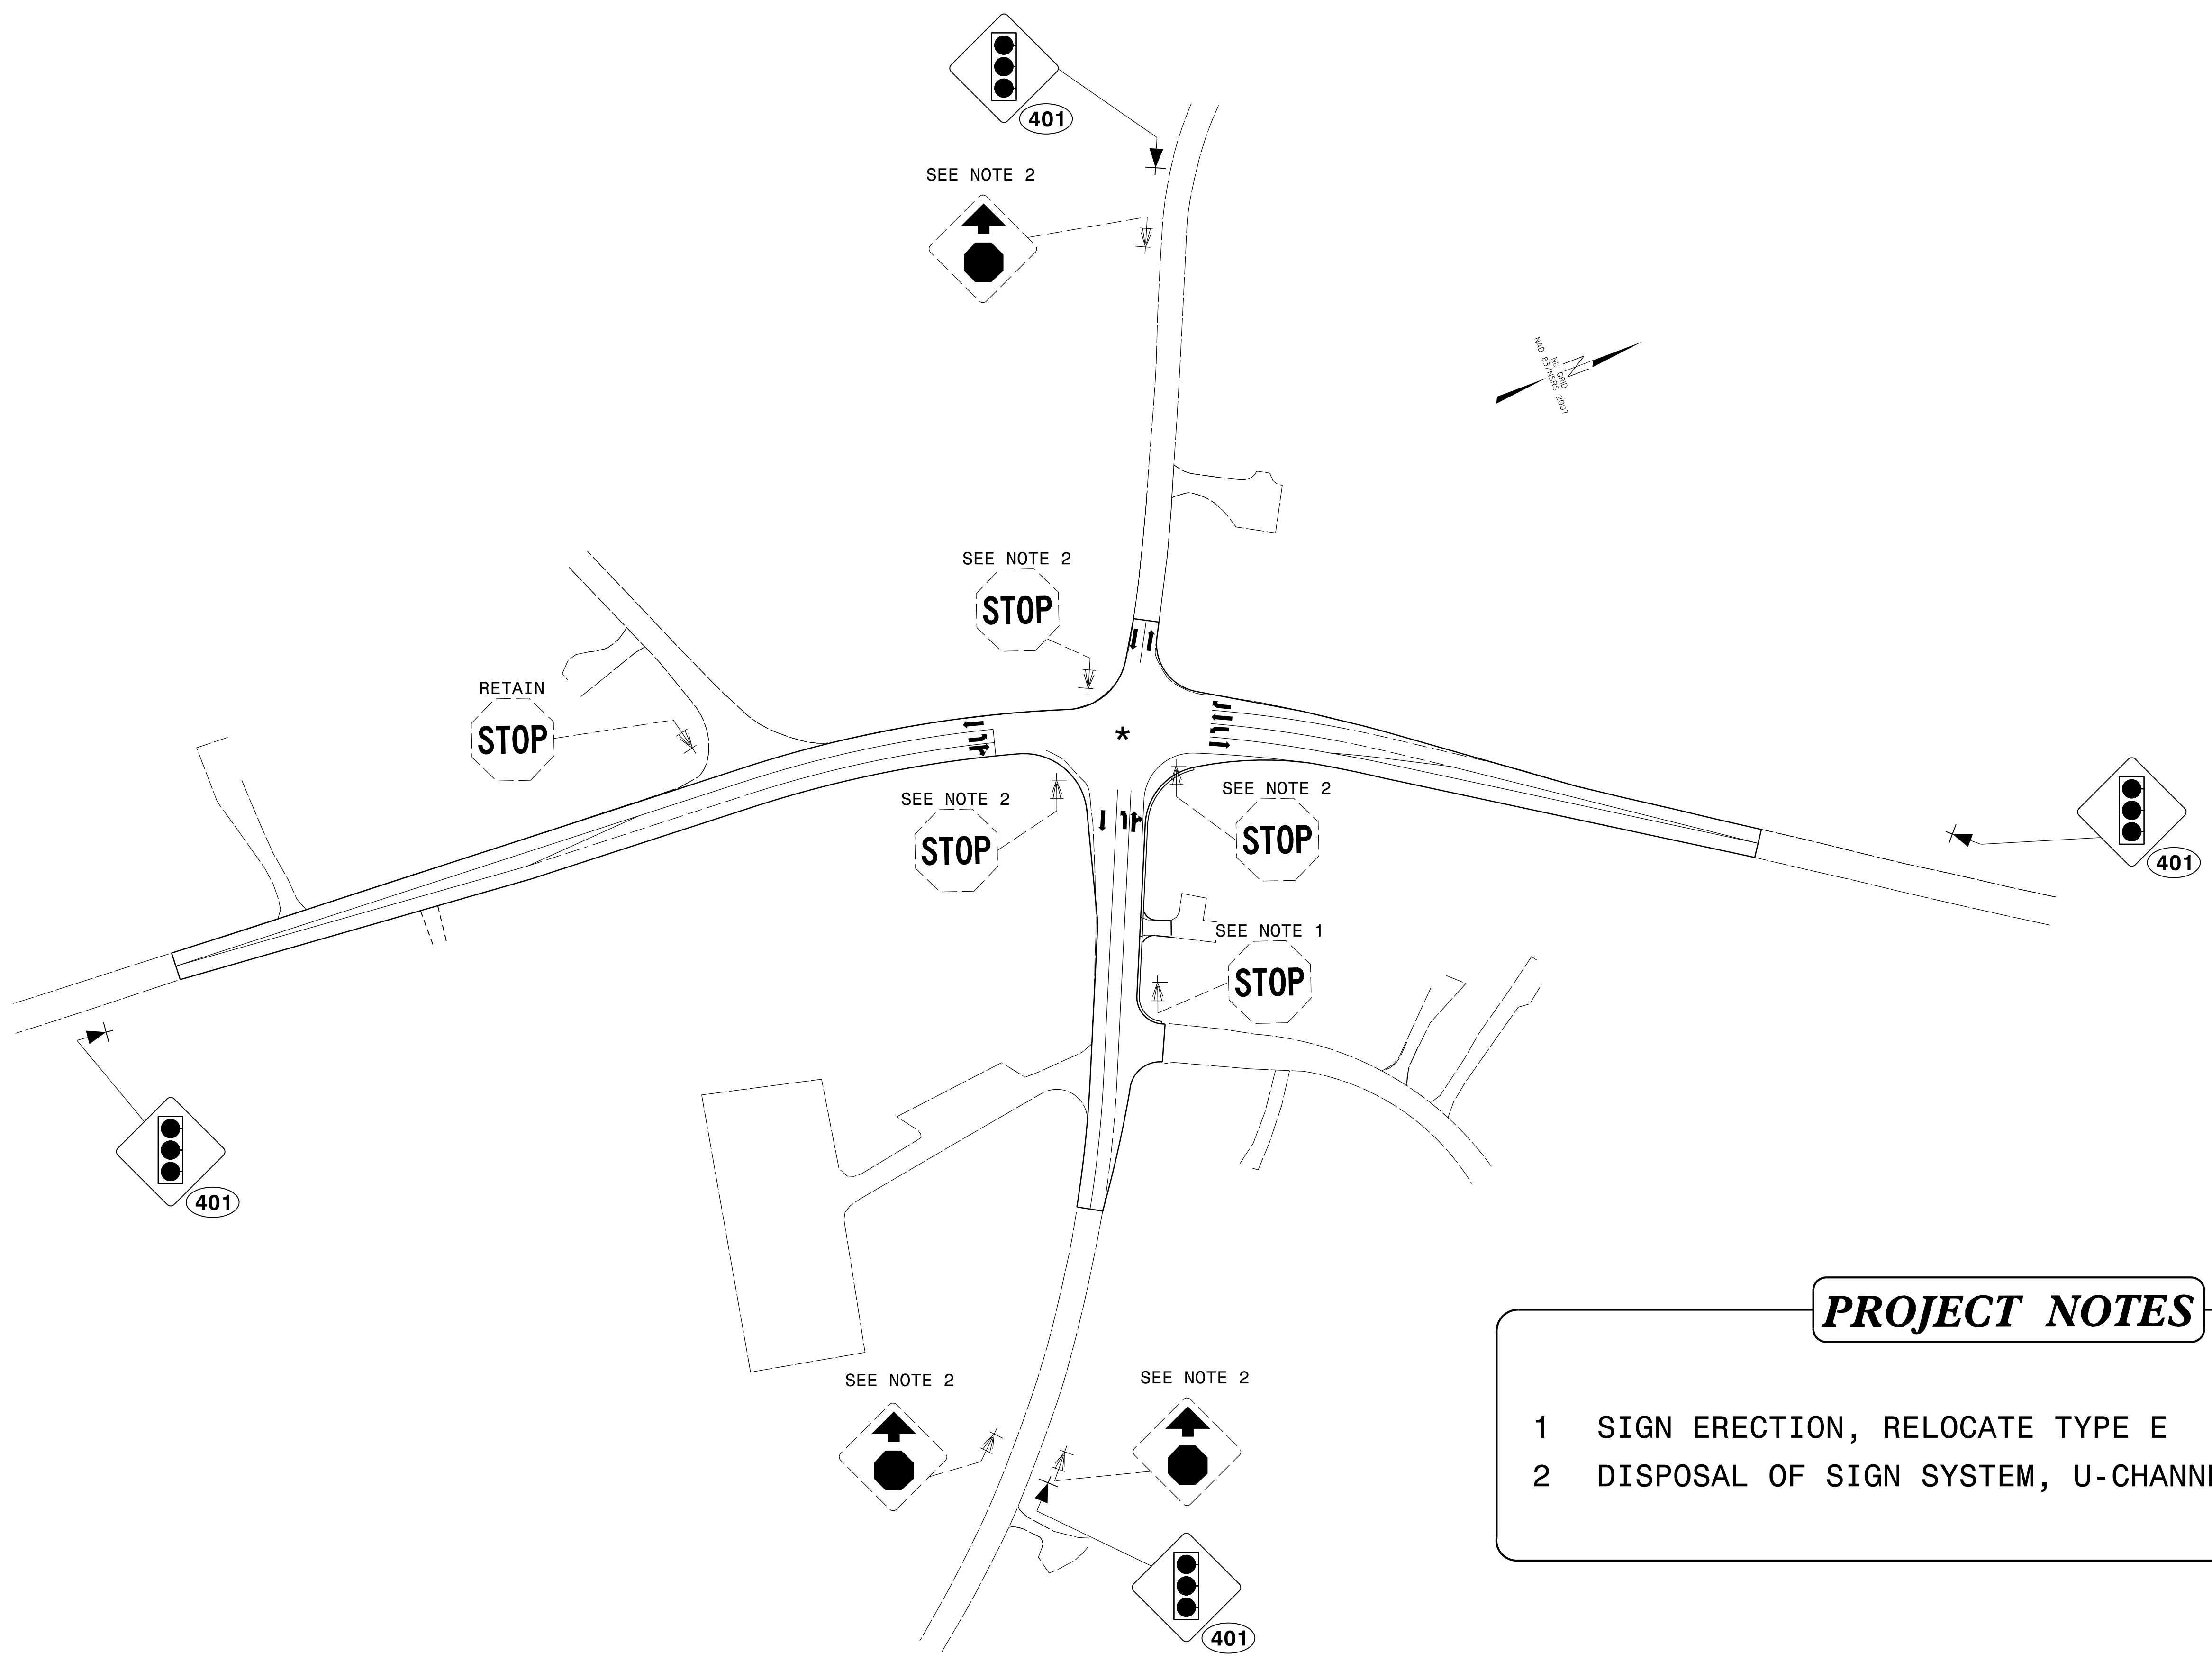 401
SEE NOTE 2
NC GRID
NAD 83/NSRS 2007
SEE NOTE 2
STOP
RETAIN
STOP
*
SEE NOTE 2
STOP
SEE NOTE 2
STOP
401
SEE NOTE 1
STOP
401
PROJECT NOTES
SEE NOTE 2
SEE NOTE 2
1 SIGN ERECTION, RELOCATE TYPE E
2 DISPOSAL OF SIGN SYSTEM, U-CHANN
401